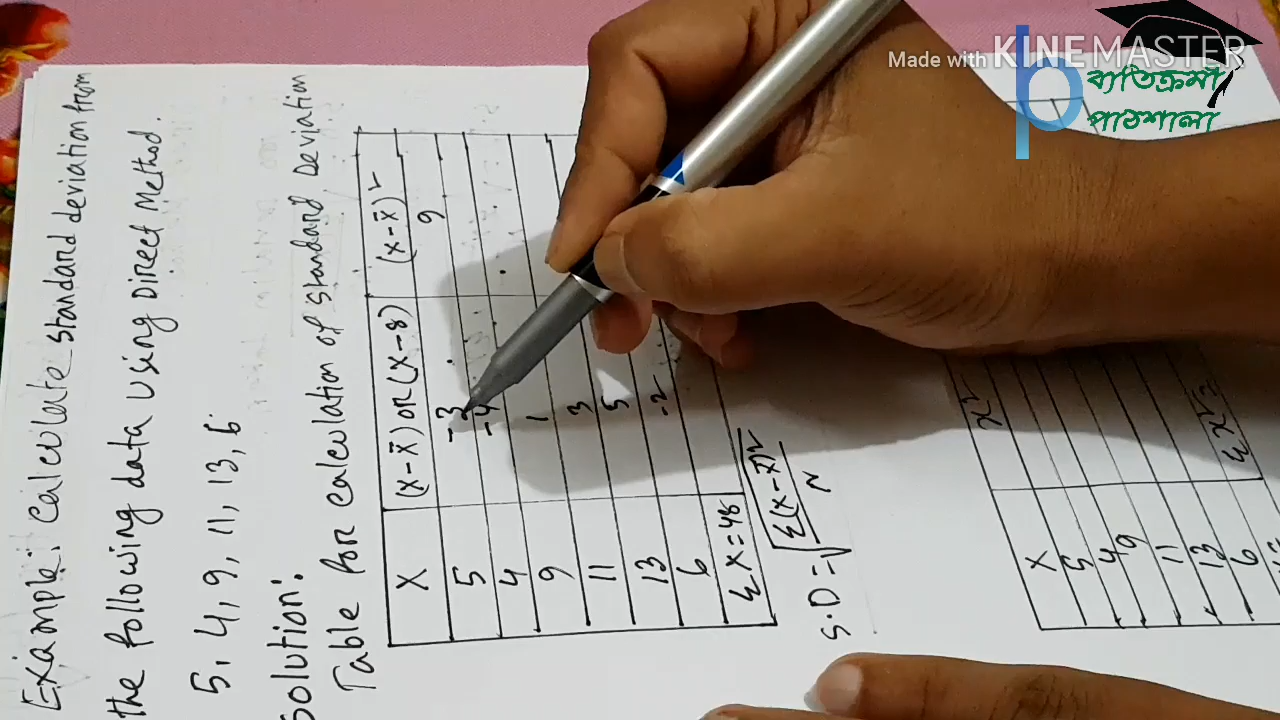 Example: Calculate standard deviation from
the following data using Direct Method.
5, 4, 9, 11, 13, 6
Solution:
Table for calculation of standard Deviation
X (x-x̄) or (x-8) (x-x̄)²
5 -3 9
4 -4
9 1
11 3
13 5
6 -2
Σx=48
S.D = √Σ(x-x̄)²/N
X x²
5
4
9
11
13
6
Σx²=
Made with KINEMASTER
ব্যতিক্রমী
পাঠশালা